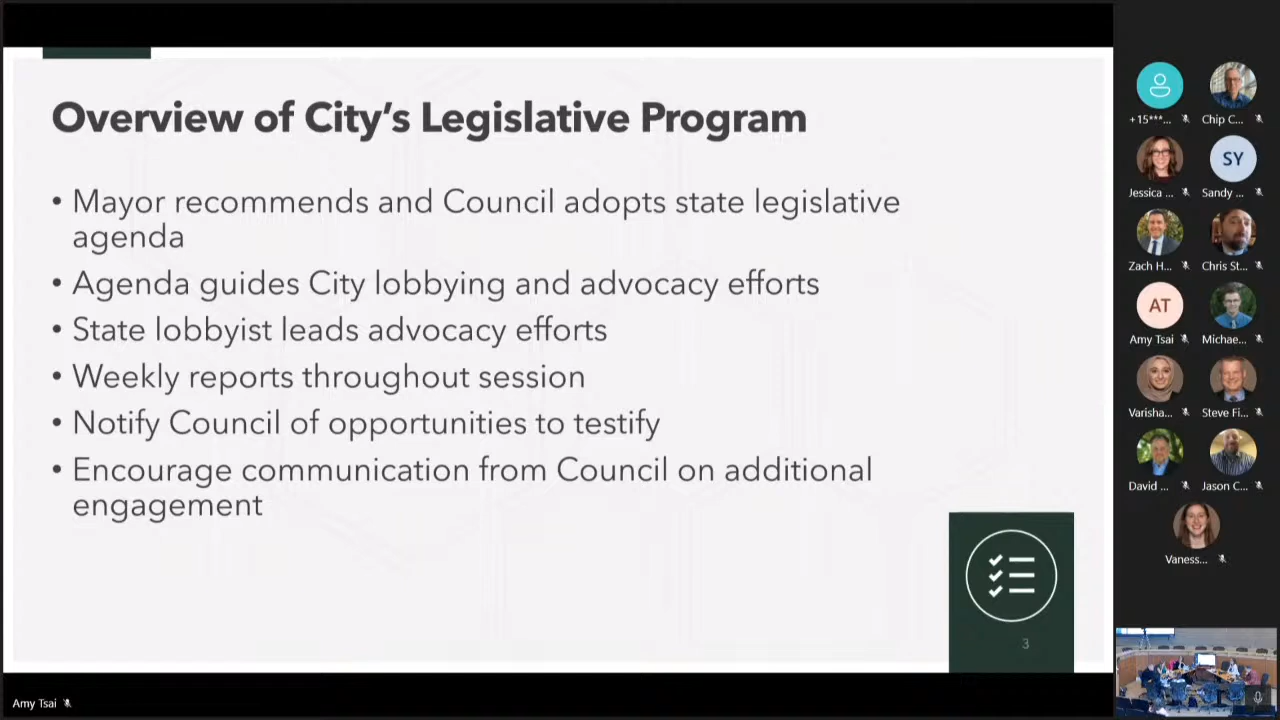 Overview of City's Legislative Program
• Mayor recommends and Council adopts state legislative
agenda
• Agenda guides City lobbying and advocacy efforts
• State lobbyist leads advocacy efforts
• Weekly reports throughout session
• Notify Council of opportunities to testify
• Encourage communication from Council on additional
engagement
3
+15***...
Chip C...
Jessica ...
SY
Sandy ...
Zach H...
Chris St...
AT
Amy Tsai
Michae...
Varisha...
Steve Fi...
David ...
Jason C...
Vaness...
Amy Tsai